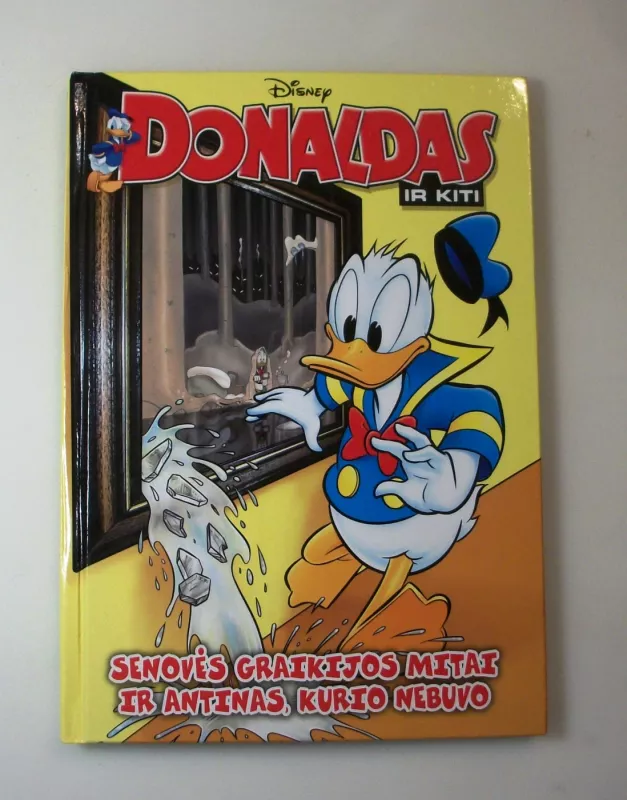 Disney
DONALDAS
IR KITI
SENOVĖS GRAIKIJOS MITAI
IR ANTINAS, KURIO NEBUVO